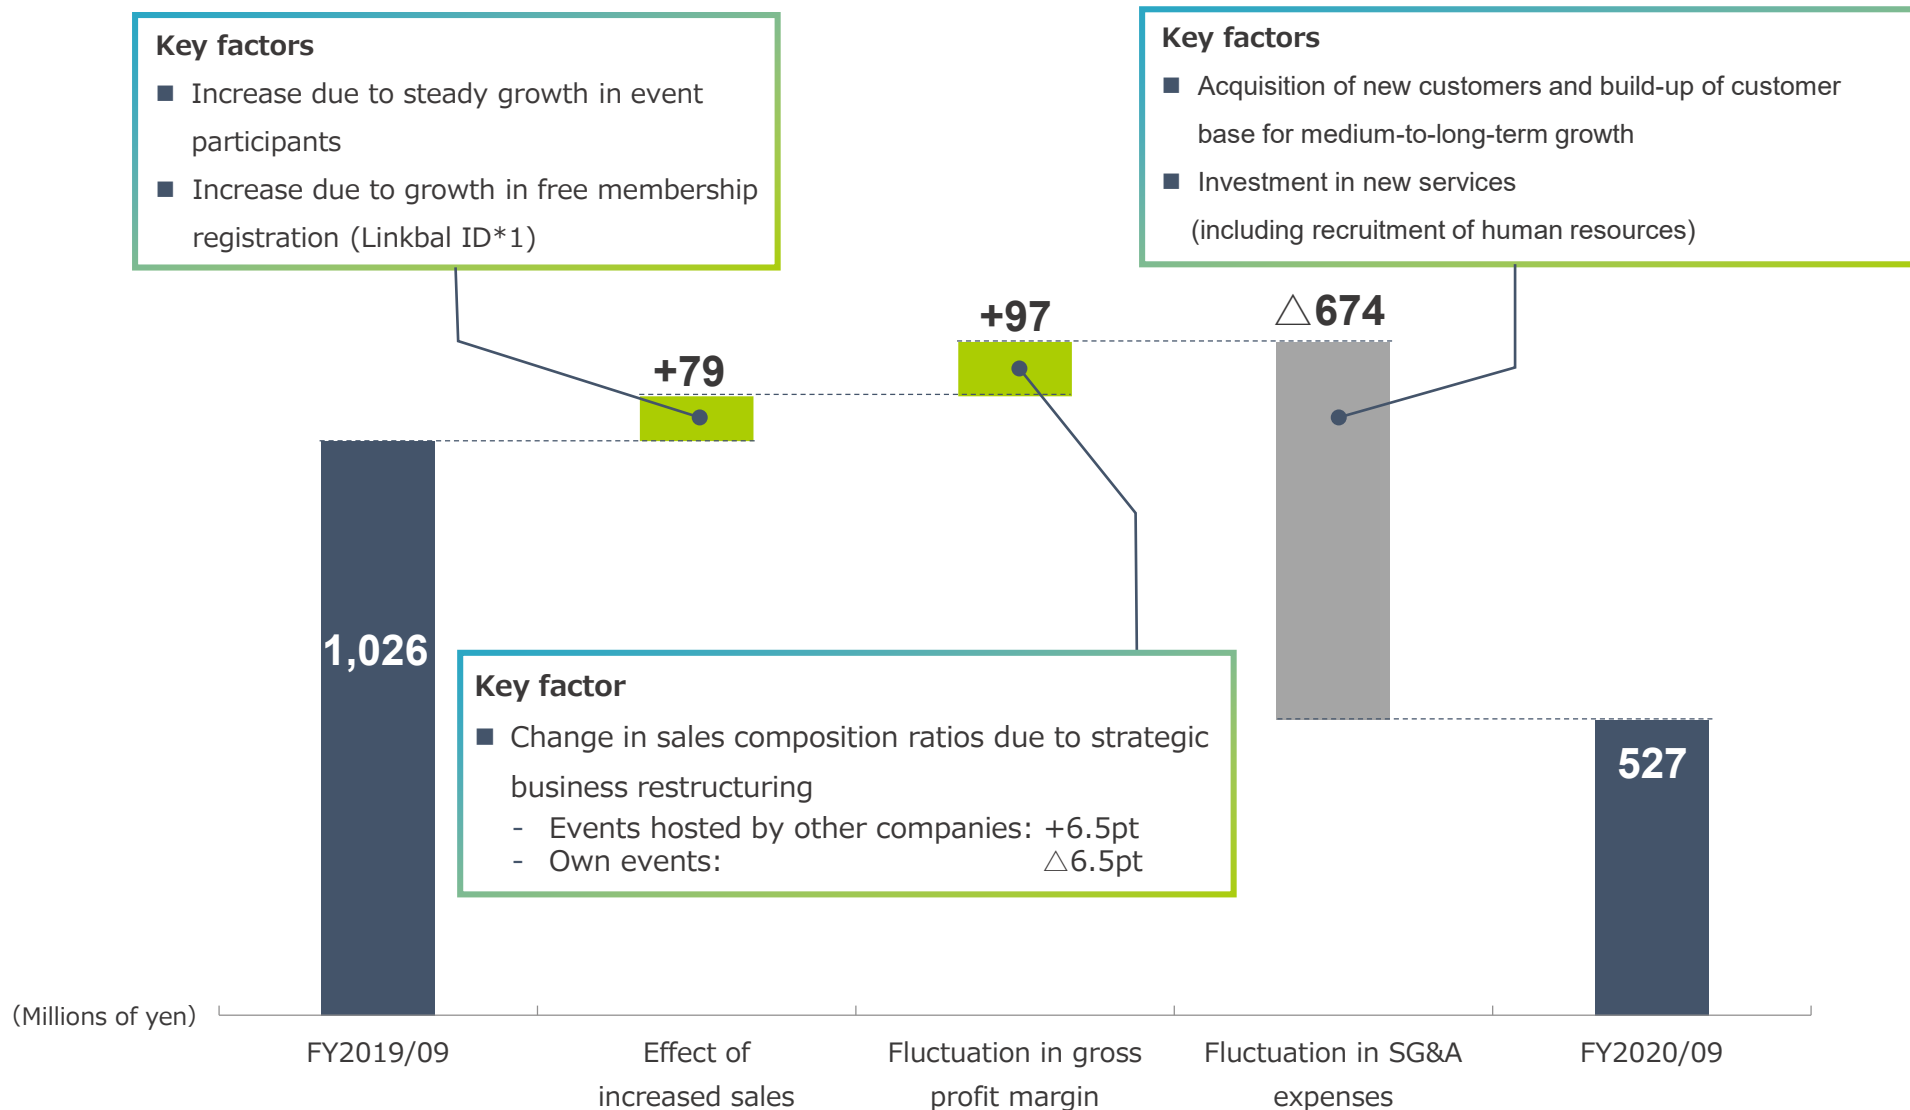 Key factors
■ Increase due to steady growth in event
participants
■ Increase due to growth in free membership
registration (Linkbal ID*1)
Key factors
■ Acquisition of new customers and build-up of customer
base for medium-to-long-term growth
■ Investment in new services
(including recruitment of human resources)
+79
+97
△674
1,026
Key factor
■ Change in sales composition ratios due to strategic
business restructuring
- Events hosted by other companies: +6.5pt
- Own events: △6.5pt
527
(Millions of yen)
FY2019/09
Effect of
increased sales
Fluctuation in gross
profit margin
Fluctuation in SG&A
expenses
FY2020/09